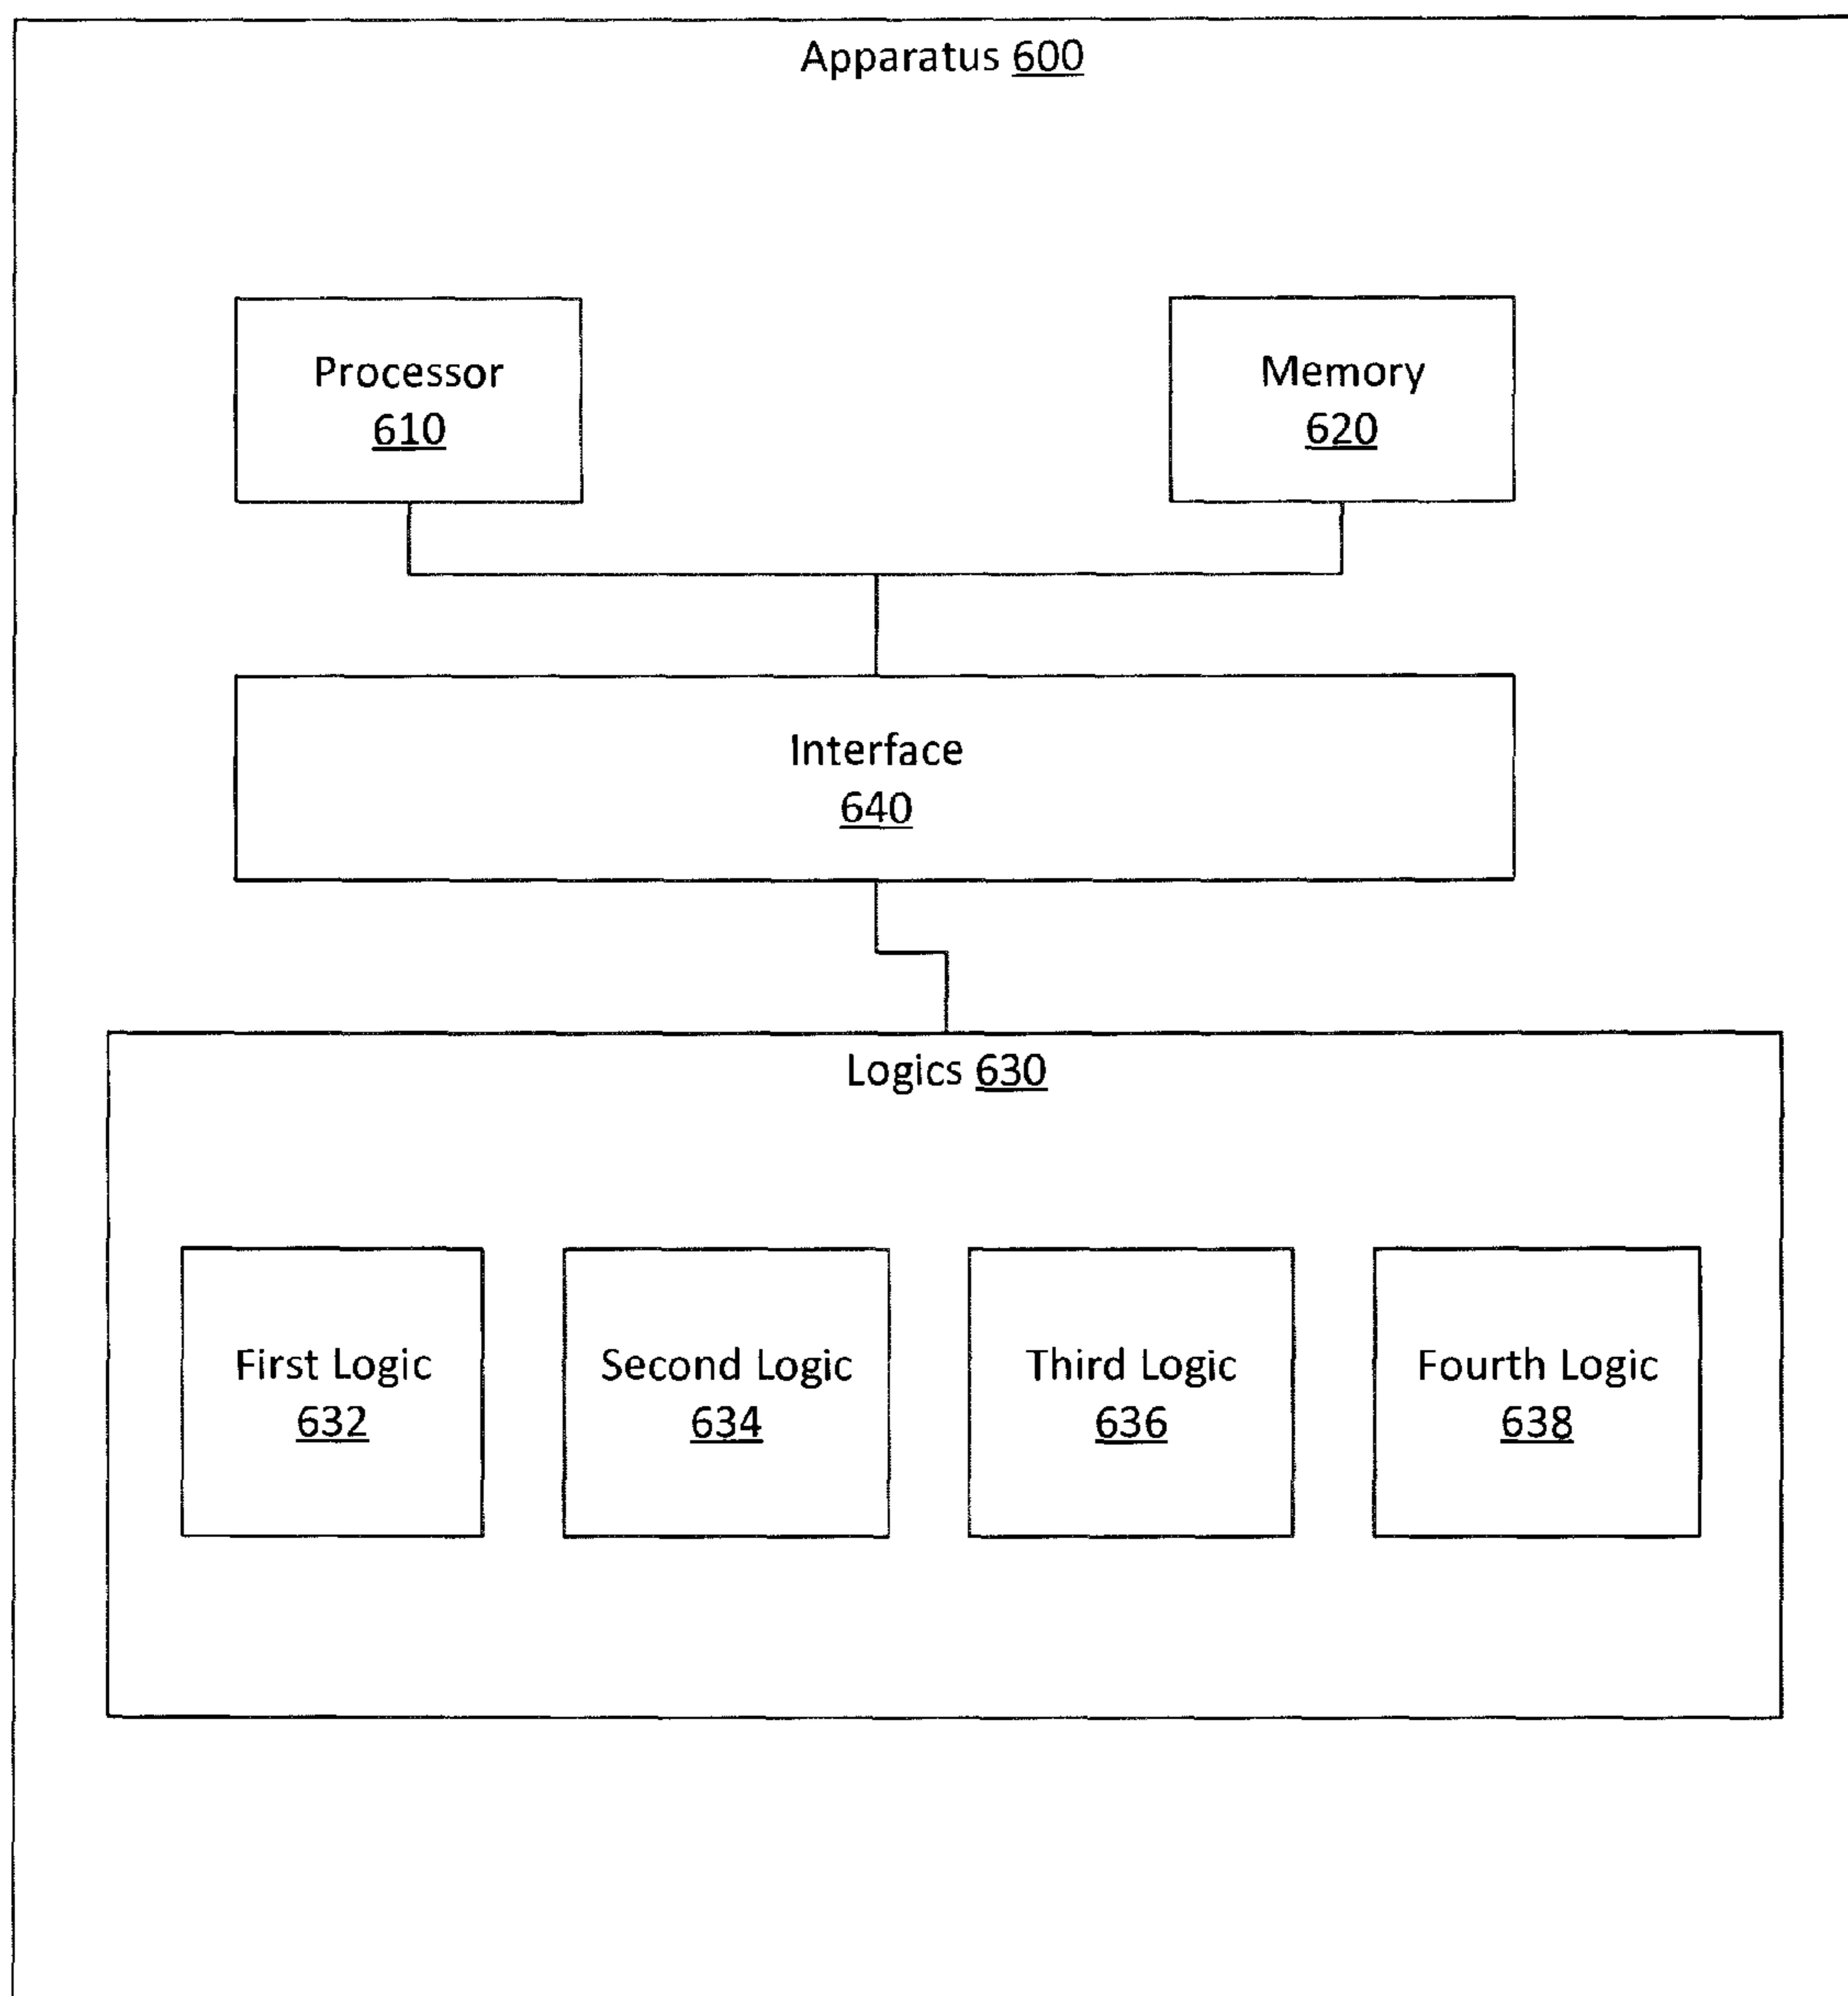 Apparatus 600
Processor
610
Memory
620
Interface
640
Logics 630
First Logic
632
Second Logic
634
Third Logic
636
Fourth Logic
638